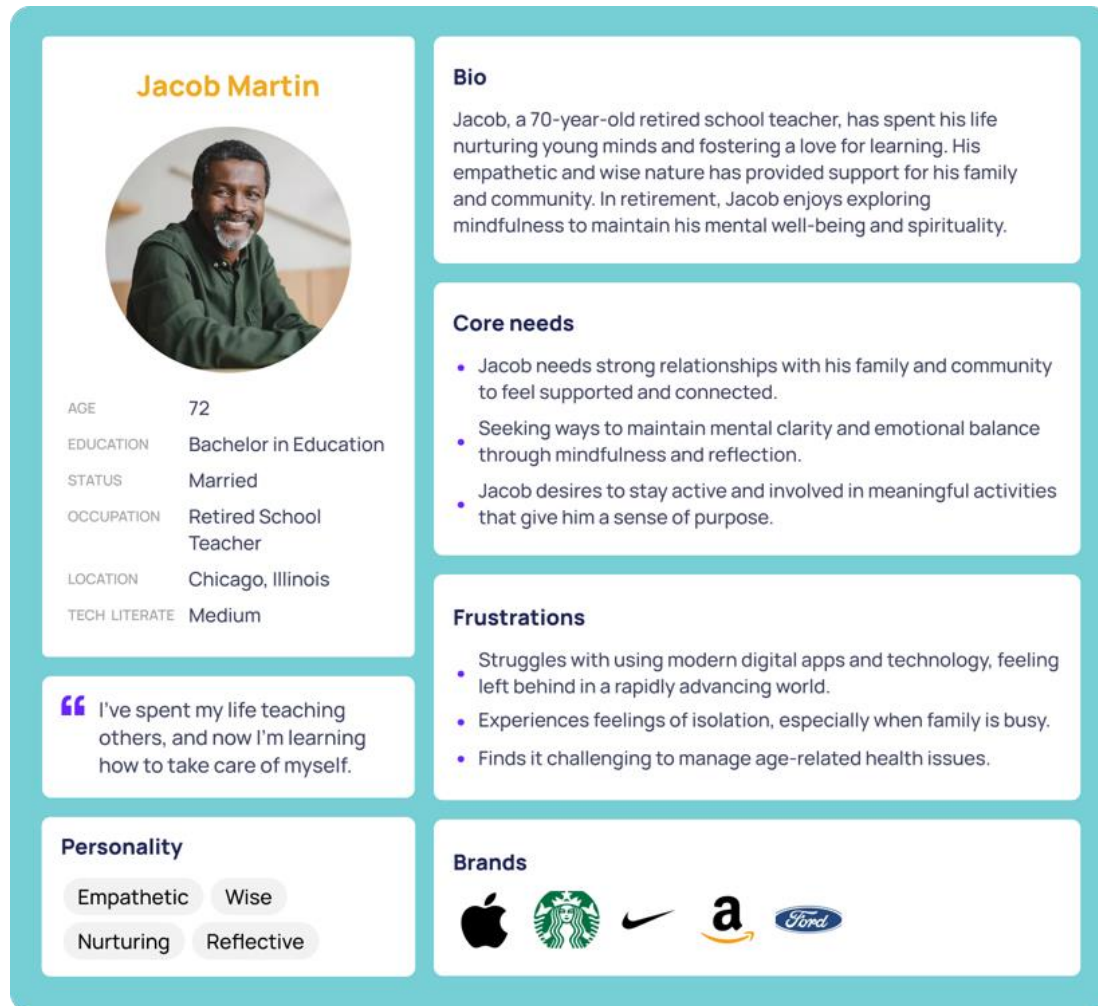 Jacob Martin
AGE 72
EDUCATION Bachelor in Education
STATUS Married
OCCUPATION Retired School
Teacher
LOCATION Chicago, Illinois
TECH LITERATE Medium
“ I’ve spent my life teaching
others, and now I’m learning
how to take care of myself.
Personality
Empathetic Wise
Nurturing Reflective
Bio
Jacob, a 70-year-old retired school teacher, has spent his life
nurturing young minds and fostering a love for learning. His
empathetic and wise nature has provided support for his family
and community. In retirement, Jacob enjoys exploring
mindfulness to maintain his mental well-being and spirituality.
Core needs
• Jacob needs strong relationships with his family and community
to feel supported and connected.
• Seeking ways to maintain mental clarity and emotional balance
through mindfulness and reflection.
• Jacob desires to stay active and involved in meaningful activities
that give him a sense of purpose.
Frustrations
• Struggles with using modern digital apps and technology, feeling
left behind in a rapidly advancing world.
• Experiences feelings of isolation, especially when family is busy.
• Finds it challenging to manage age-related health issues.
Brands
a Ford